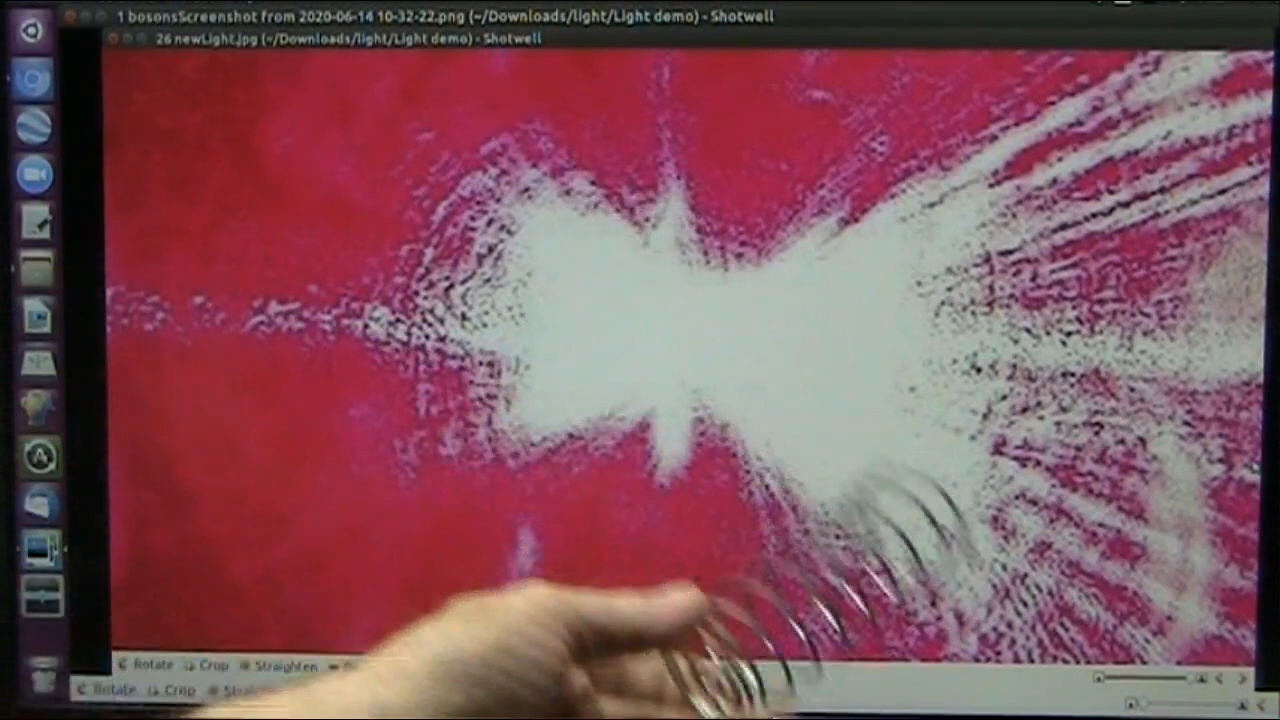 1 bosonsScreenshot from 2020-06-14 10-32-22.png (~/Downloads/light/Light demo) - Shotwell
26 newLight.jpg (~/Downloads/light/Light demo) - Shotwell
Rotate Crop Straighten
Rotate Crop